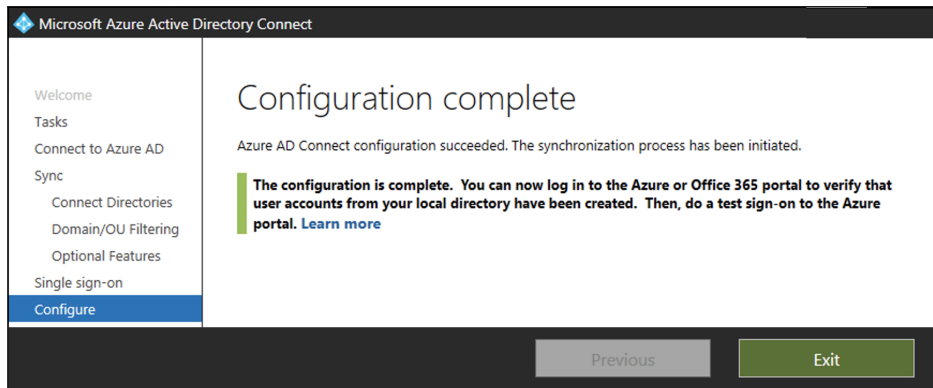 Microsoft Azure Active Directory Connect
Welcome
Tasks
Connect to Azure AD
Sync
Connect Directories
Domain/OU Filtering
Optional Features
Single sign-on
Configure
Configuration complete
Azure AD Connect configuration succeeded. The synchronization process has been initiated.
The configuration is complete. You can now log in to the Azure or Office 365 portal to verify that
user accounts from your local directory have been created. Then, do a test sign-on to the Azure
portal. Learn more
Previous
Exit